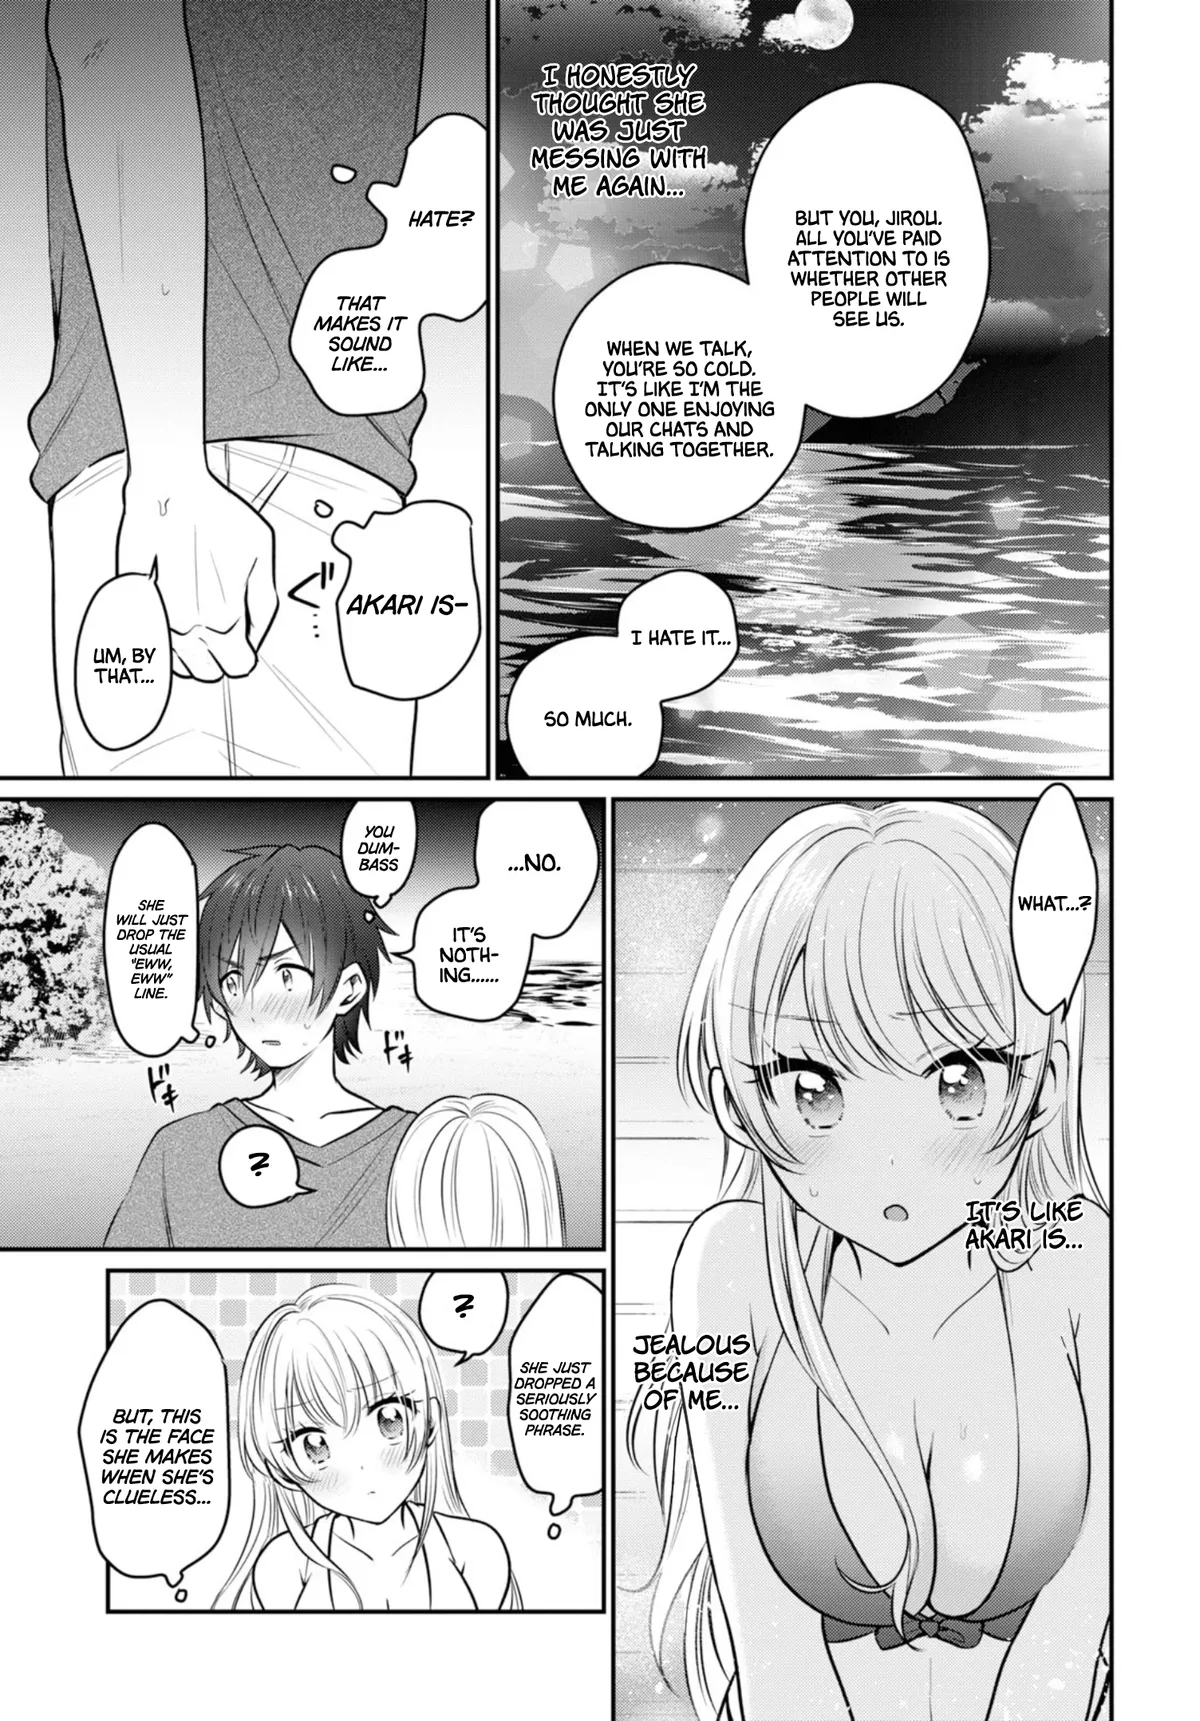 I HONESTLY
THOUGHT SHE
WAS JUST
MESSING WITH
ME AGAIN...
BUT YOU, JIROU.
ALL YOU'VE PAID
ATTENTION TO IS
WHETHER OTHER
PEOPLE WILL
SEE US.
WHEN WE TALK,
YOU'RE SO COLD.
IT'S LIKE I'M THE
ONLY ONE ENJOYING
OUR CHATS AND
TALKING TOGETHER.
I HATE IT...
SO MUCH.
HATE?
THAT
MAKES IT
SOUND
LIKE...
AKARI IS-
ぐ…
UM, BY
THAT...
WHAT...?
IT'S LIKE
AKARI IS...
JEALOUS
BECAUSE
OF ME...
...NO.
IT'S
NOTH-
ING......
YOU
DUM-
BASS
SHE
WILL JUST
DROP THE
USUAL
"EWW,
EWW"
LINE.
ドキ
ドキ
?
?
SHE JUST
DROPPED A
SERIOUSLY
SOOTHING
PHRASE.
BUT, THIS
IS THE FACE
SHE MAKES
WHEN SHE'S
CLUELESS...